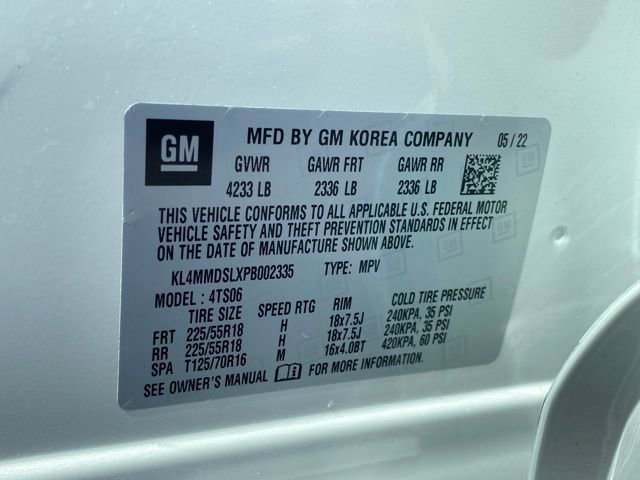 GM MFD BY GM KOREA COMPANY 05 / 22
GVWR GAWR FRT GAWR RR
4233 LB 2336 LB 2336 LB
THIS VEHICLE CONFORMS TO ALL APPLICABLE U.S. FEDERAL MOTOR
VEHICLE SAFETY AND THEFT PREVENTION STANDARDS IN EFFECT
ON THE DATE OF MANUFACTURE SHOWN ABOVE.
KL4MMDSLXPB002335 TYPE: MPV
MODEL : 4TS06
TIRE SIZE SPEED RTG RIM COLD TIRE PRESSURE
FRT 225/55R18 H 18x7.5J 240KPA, 35 PSI
RR 225/55R18 H 18x7.5J 240KPA, 35 PSI
SPA T125/70R16 M 16x4.0BT 420KPA, 60 PSI
SEE OWNER'S MANUAL FOR MORE INFORMATION.